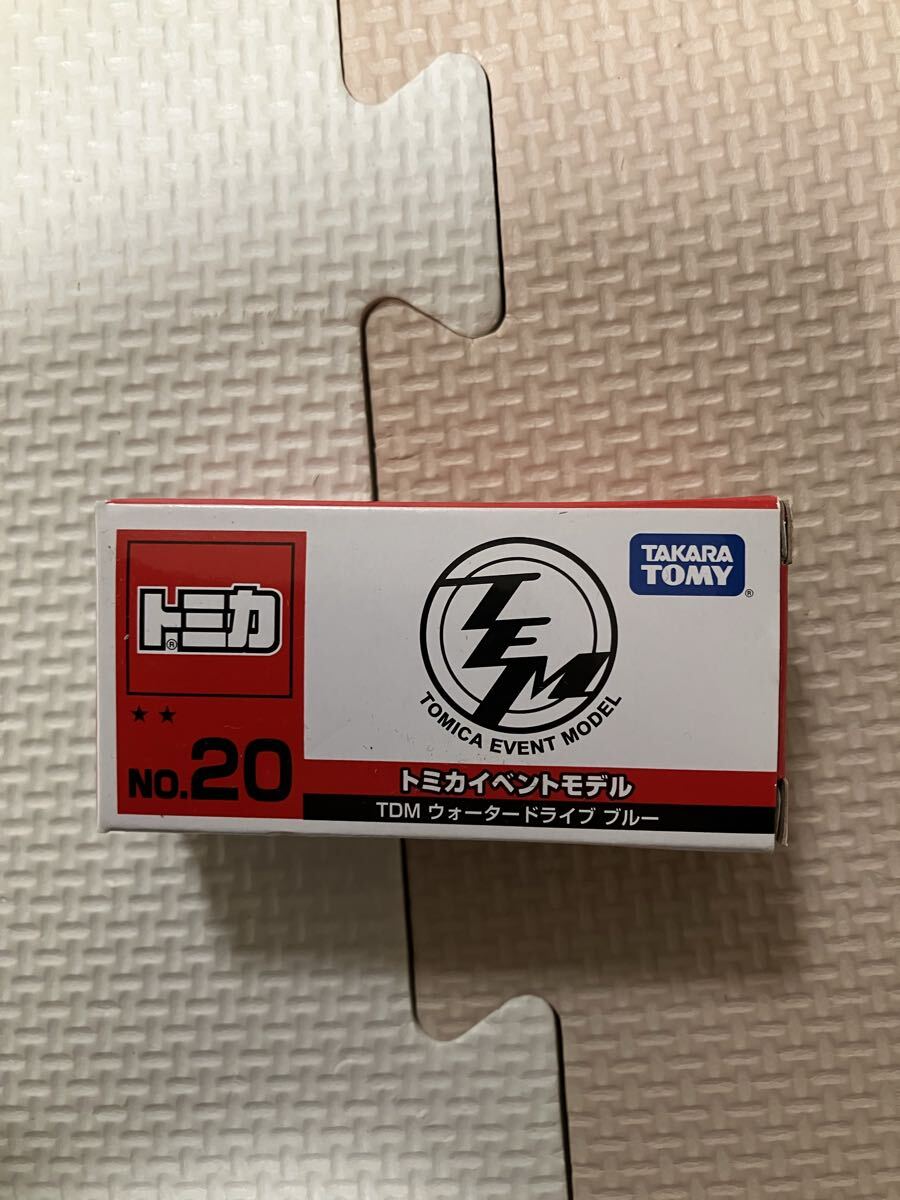 トミカ®
★★
NO.20
TEM
TOMICA EVENT MODEL
TAKARA
TOMY®
トミカイベントモデル
TDM ウォータードライブ ブルー